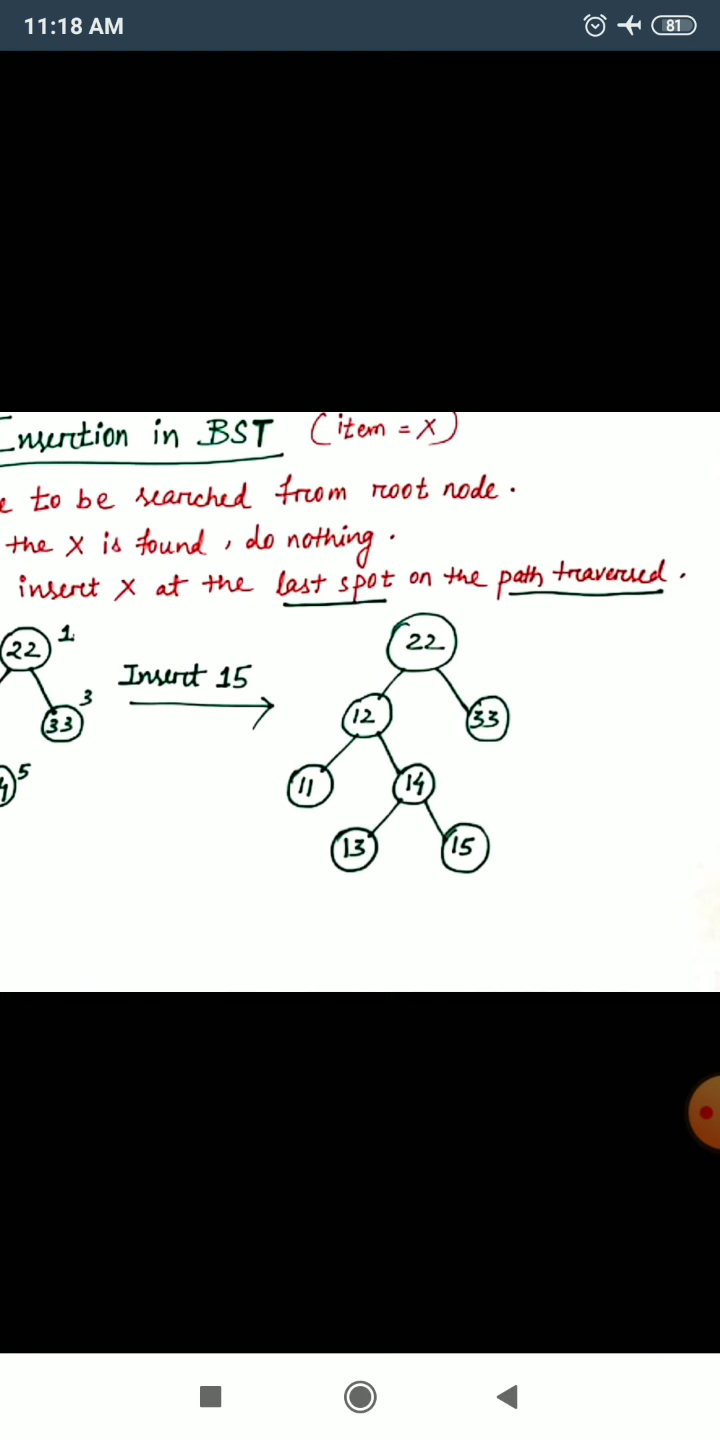 11:18 AM
81
Insertion in BST (item = X)
e to be searched from root node.
the X is found, do nothing.
insert X at the last spot on the path traversed.
22 1
33 3
5
Insert 15
22
12 33
11 14
13 15